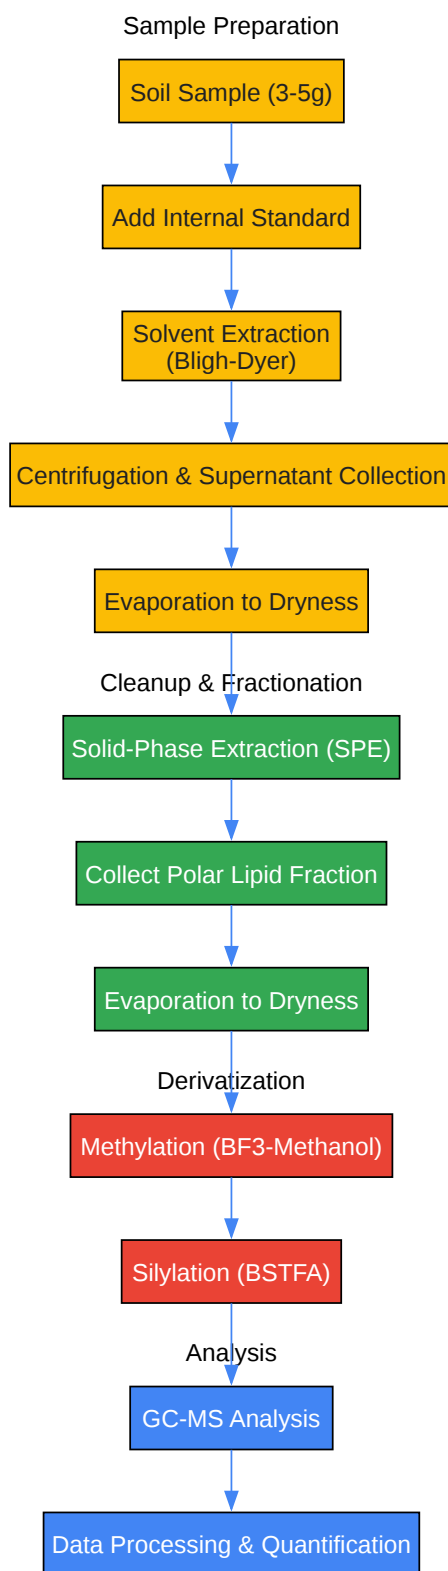 Sample Preparation
Soil Sample (3-5g)
Add Internal Standard
Solvent Extraction
(Bligh-Dyer)
Centrifugation & Supernatant Collection
Evaporation to Dryness
Cleanup & Fractionation
Solid-Phase Extraction (SPE)
Collect Polar Lipid Fraction
Evaporation to Dryness
Derivatization
Methylation (BF3-Methanol)
Silylation (BSTFA)
Analysis
GC-MS Analysis
Data Processing & Quantification